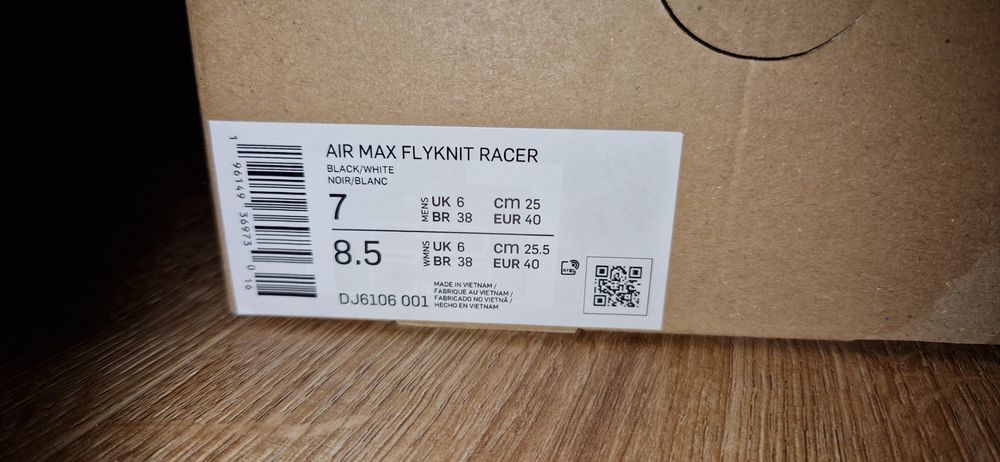 AIR MAX FLYKNIT RACER
BLACK/WHITE
NOIR/BLANC
7 MENS UK 6 cm 25
BR 38 EUR 40
8.5 WMNS UK 6 cm 25.5
BR 38 EUR 40
DJ6106 001
MADE IN VIETNAM /
FABRIQUE AU VIETNAM /
FABRICADO NO VIETNÃ /
HECHO EN VIETNAM
1 96149 36973 0 16